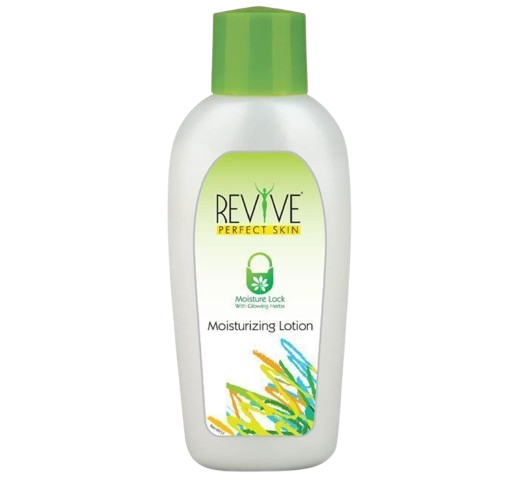 REVIVE®
PERFECT SKIN
Moisture Lock
With Glowing Herbs
Moisturizing Lotion